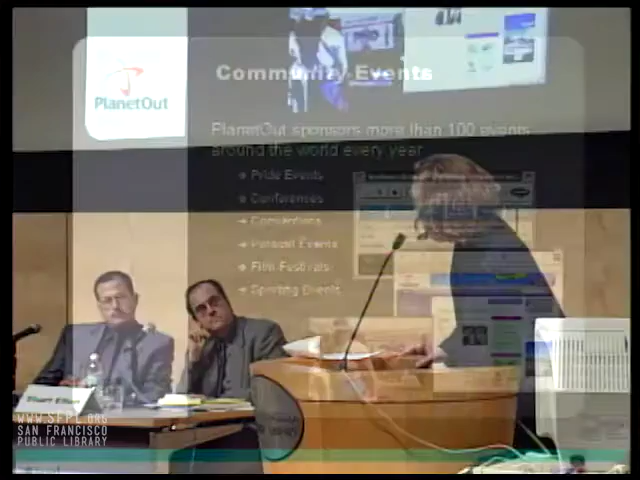 PlanetOut
Community Events
PlanetOut sponsors more than 100 events
around the world every year
Pride Events
Conferences
Conventions
Film Festivals
Sporting Events
Stuart
WWW.SFPL.ORG
SAN FRANCISCO
PUBLIC LIBRARY